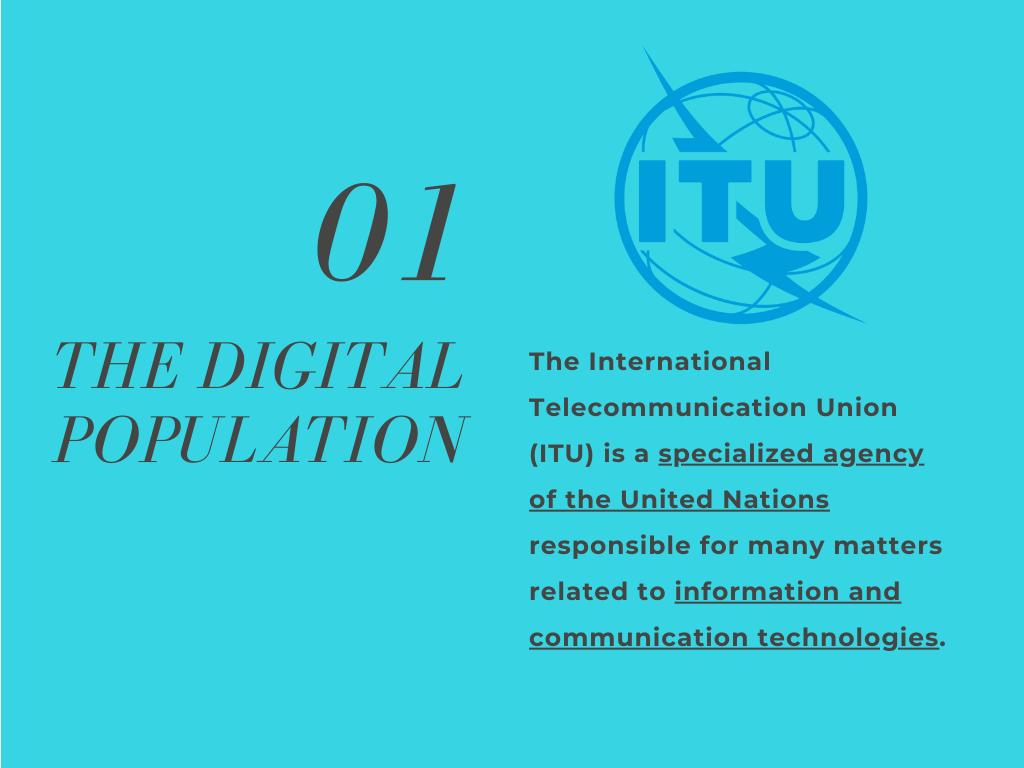 01
THE DIGITAL
POPULATION
ITU
The International
Telecommunication Union
(ITU) is a specialized agency
of the United Nations
responsible for many matters
related to information and
communication technologies.